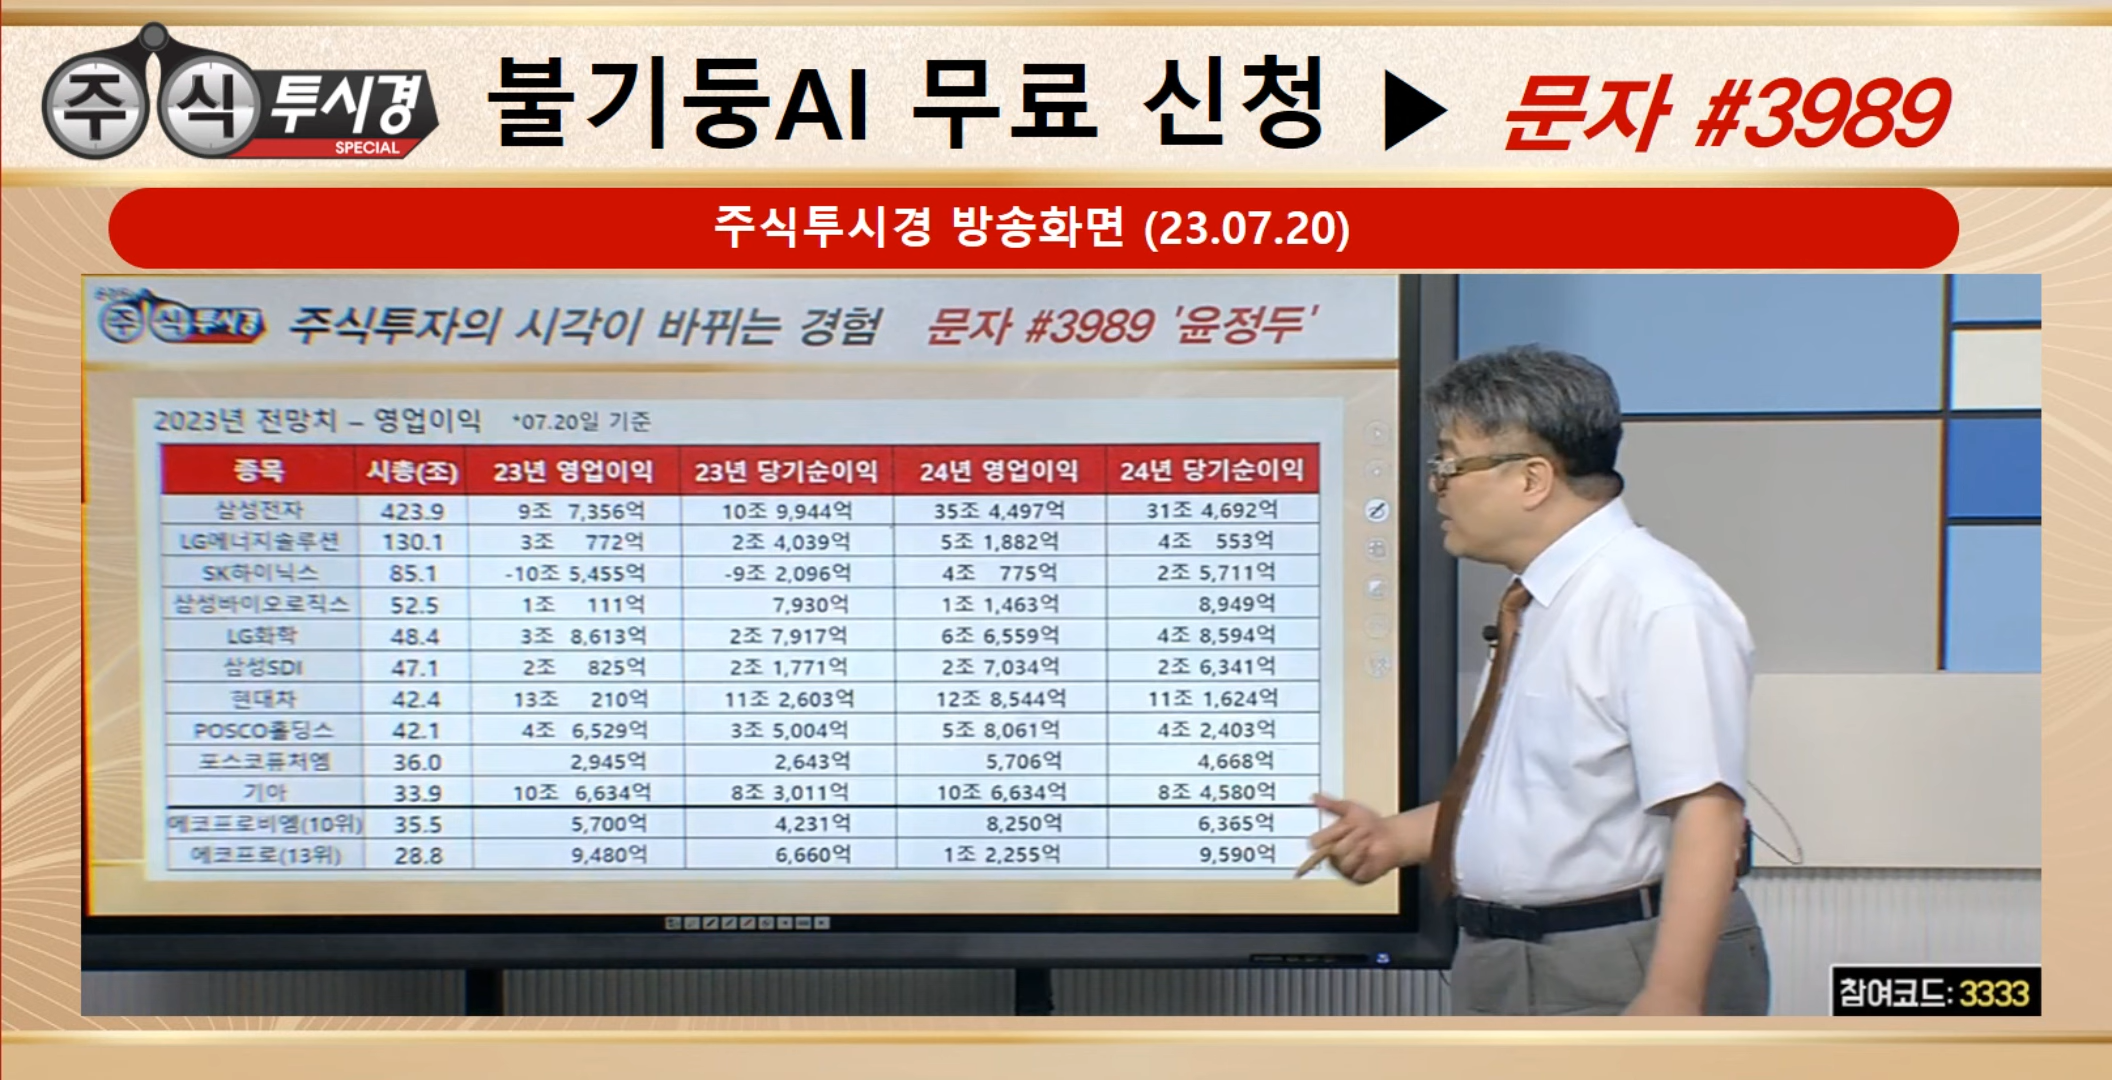 주식 투시경 SPECIAL
불기둥AI 무료 신청 ▶ 문자 #3989
주식투시경 방송화면 (23.07.20)
주식투시경 주식투자의 시각이 바뀌는 경험 문자 #3989 '윤정두'
2023년 전망치 – 영업이익 *07.20일 기준
종목 시총(조) 23년 영업이익 23년 당기순이익 24년 영업이익 24년 당기순이익
삼성전자 423.9 9조 7,356억 10조 9,944억 35조 4,497억 31조 4,692억
LG에너지솔루션 130.1 3조 772억 2조 4,039억 5조 1,882억 4조 553억
SK하이닉스 85.1 -10조 5,455억 -9조 2,096억 4조 775억 2조 5,711억
삼성바이오로직스 52.5 1조 111억 7,930억 1조 1,463억 8,949억
LG화학 48.4 3조 8,613억 2조 7,917억 6조 6,559억 4조 8,594억
삼성SDI 47.1 2조 825억 2조 1,771억 2조 7,034억 2조 6,341억
현대차 42.4 13조 210억 11조 2,603억 12조 8,544억 11조 1,624억
POSCO홀딩스 42.1 4조 6,529억 3조 5,004억 5조 8,061억 4조 2,403억
포스코퓨처엠 36.0 2,945억 2,643억 5,706억 4,668억
기아 33.9 10조 6,634억 8조 3,011억 10조 6,634억 8조 4,580억
에코프로비엠(10위) 35.5 5,700억 4,231억 8,250억 6,365억
에코프로(13위) 28.8 9,480억 6,660억 1조 2,255억 9,590억
참여코드: 3333